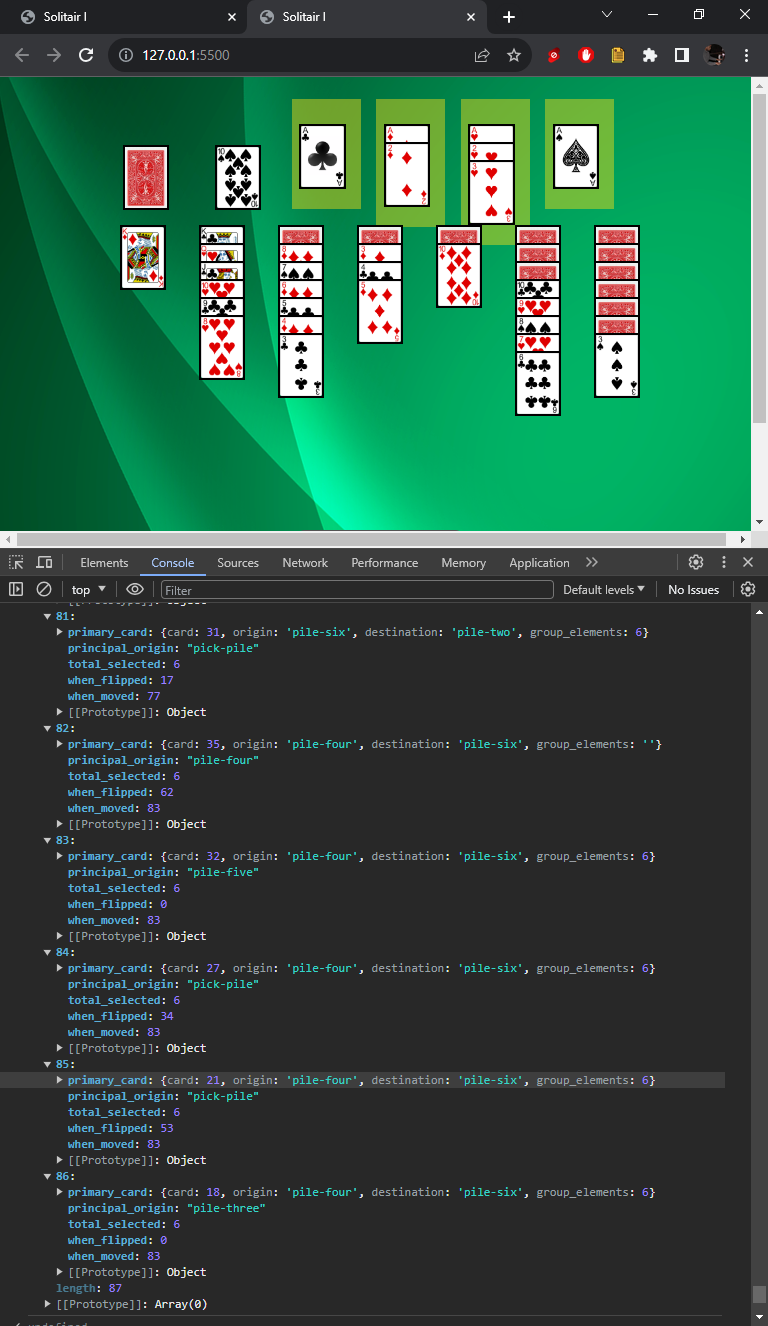 Solitair I
Solitair I
127.0.0.1:5500
Elements Console Sources Network Performance Memory Application
top Filter Default levels No Issues
[[Prototype]]: Object
81:
primary_card: {card: 31, origin: 'pile-six', destination: 'pile-two', group_elements: 6}
principal_origin: "pick-pile"
total_selected: 6
when_flipped: 17
when_moved: 77
[[Prototype]]: Object
82:
primary_card: {card: 35, origin: 'pile-four', destination: 'pile-six', group_elements: ''}
principal_origin: "pile-four"
total_selected: 6
when_flipped: 62
when_moved: 83
[[Prototype]]: Object
83:
primary_card: {card: 32, origin: 'pile-four', destination: 'pile-six', group_elements: 6}
principal_origin: "pile-five"
total_selected: 6
when_flipped: 0
when_moved: 83
[[Prototype]]: Object
84:
primary_card: {card: 27, origin: 'pile-four', destination: 'pile-six', group_elements: 6}
principal_origin: "pick-pile"
total_selected: 6
when_flipped: 34
when_moved: 83
[[Prototype]]: Object
85:
primary_card: {card: 21, origin: 'pile-four', destination: 'pile-six', group_elements: 6}
principal_origin: "pick-pile"
total_selected: 6
when_flipped: 53
when_moved: 83
[[Prototype]]: Object
86:
primary_card: {card: 18, origin: 'pile-four', destination: 'pile-six', group_elements: 6}
principal_origin: "pile-three"
total_selected: 6
when_flipped: 0
when_moved: 83
[[Prototype]]: Object
length: 87
[[Prototype]]: Array(0)
undefined